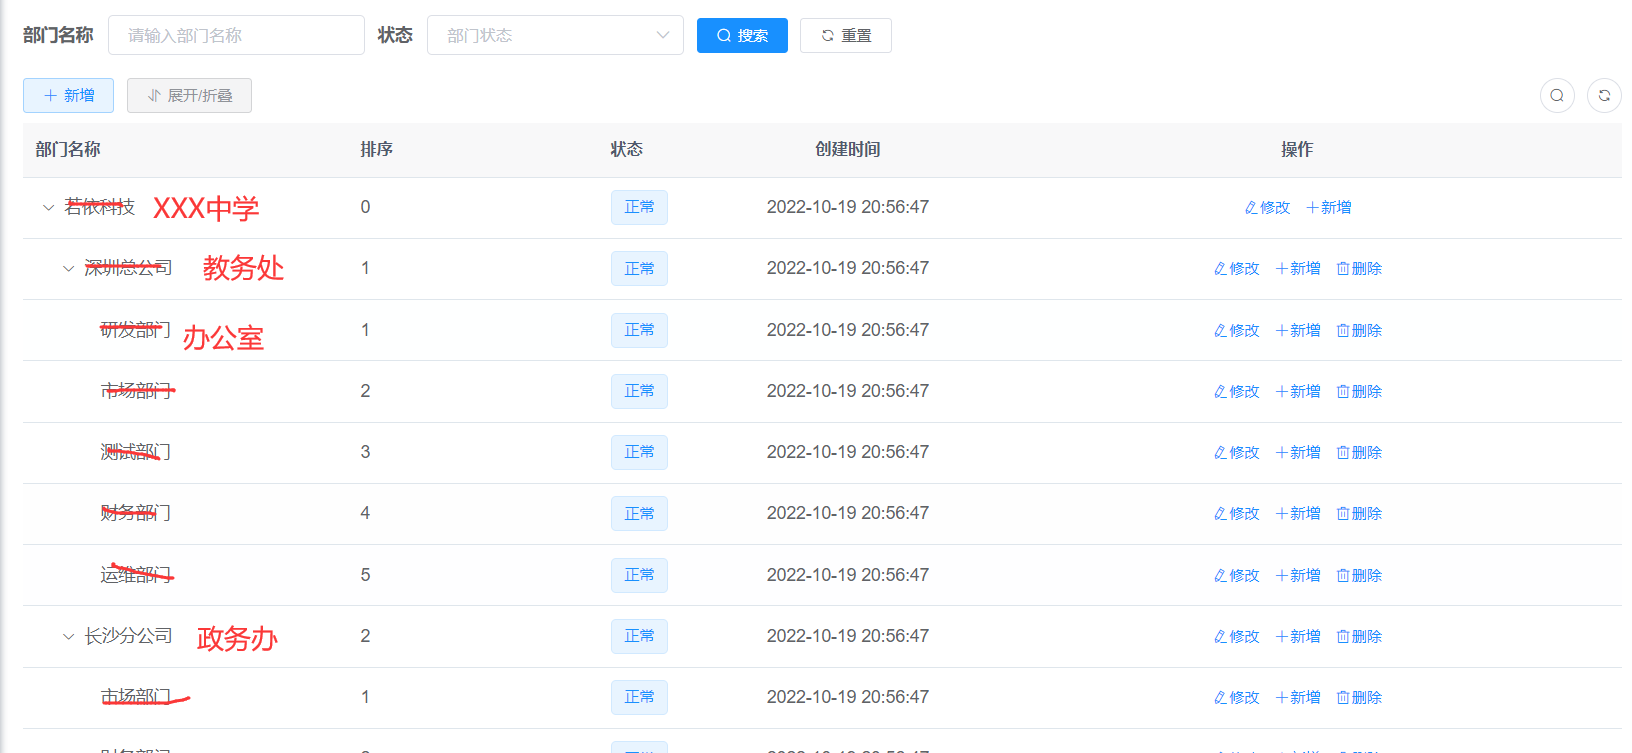 部门名称 请输入部门名称 状态 部门状态 搜索 重置
新增 展开/折叠
部门名称 排序 状态 创建时间 操作
若依科技 XXX中学 0 正常 2022-10-19 20:56:47 修改 新增
深圳总公司 教务处 1 正常 2022-10-19 20:56:47 修改 新增 删除
研发部门 办公室 1 正常 2022-10-19 20:56:47 修改 新增 删除
市场部门 2 正常 2022-10-19 20:56:47 修改 新增 删除
测试部门 3 正常 2022-10-19 20:56:47 修改 新增 删除
财务部门 4 正常 2022-10-19 20:56:47 修改 新增 删除
运维部门 5 正常 2022-10-19 20:56:47 修改 新增 删除
长沙分公司 政务办 2 正常 2022-10-19 20:56:47 修改 新增 删除
市场部门 1 正常 2022-10-19 20:56:47 修改 新增 删除